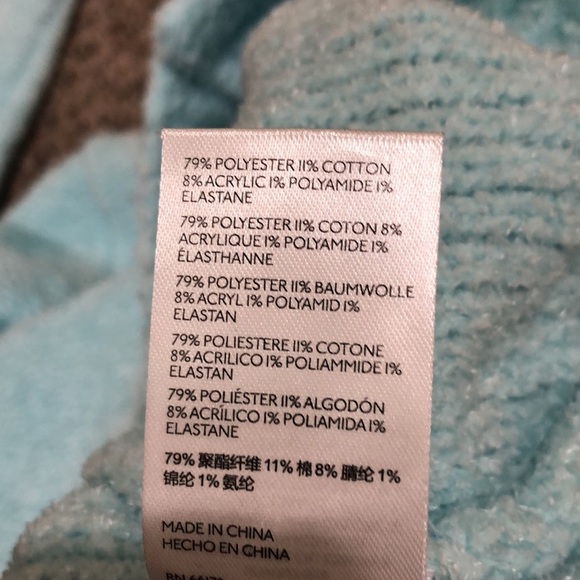 79% POLYESTER 11% COTTON
8% ACRYLIC 1% POLYAMIDE 1%
ELASTANE
79% POLYESTER 11% COTON 8%
ACRYLIQUE 1% POLYAMIDE 1%
ÉLASTHANNE
79% POLYESTER 11% BAUMWOLLE
8% ACRYL 1% POLYAMID 1%
ELASTAN
79% POLIESTERE 11% COTONE
8% ACRILICO 1% POLIAMMIDE 1%
ELASTAN
79% POLIÉSTER 11% ALGODÓN
8% ACRÍLICO 1% POLIAMIDA 1%
ELASTANE
79% 聚酯纤维 11% 棉 8% 腈纶 1%
锦纶 1% 氨纶
MADE IN CHINA
HECHO EN CHINA